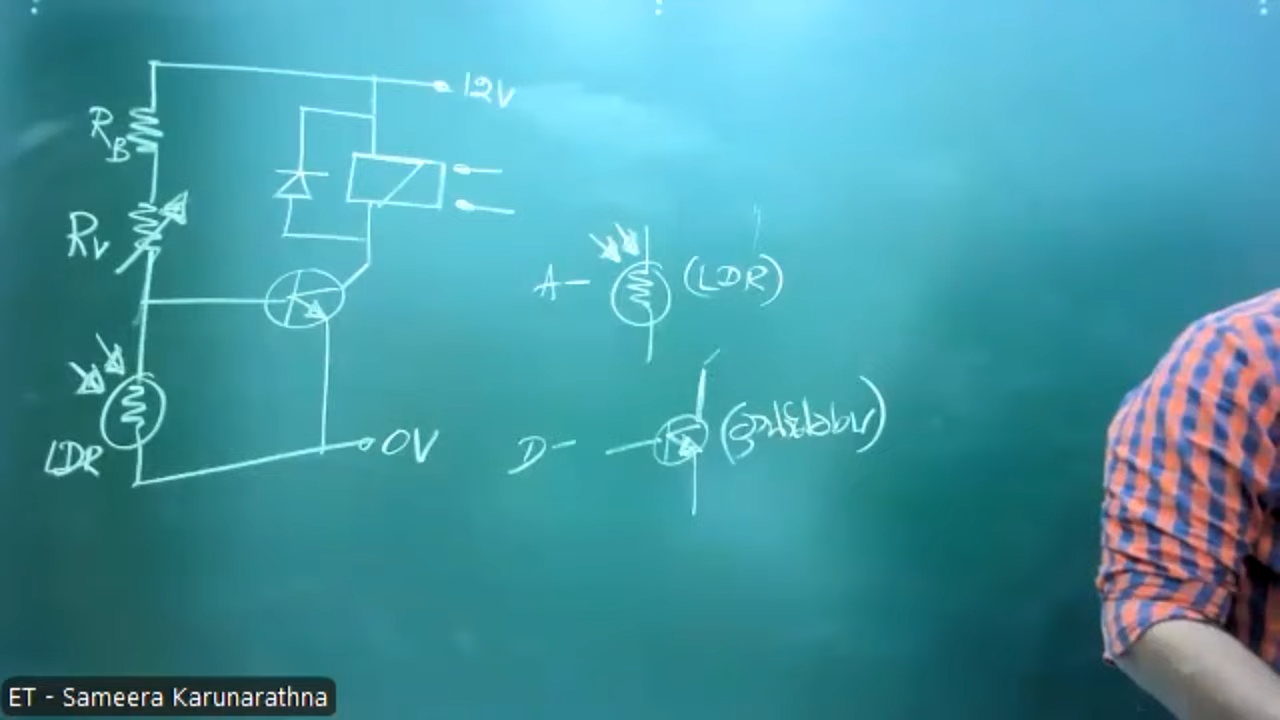 12V
RB
RV
A- (LDR)
LDR
0V
D-
ET - Sameera Karunarathna